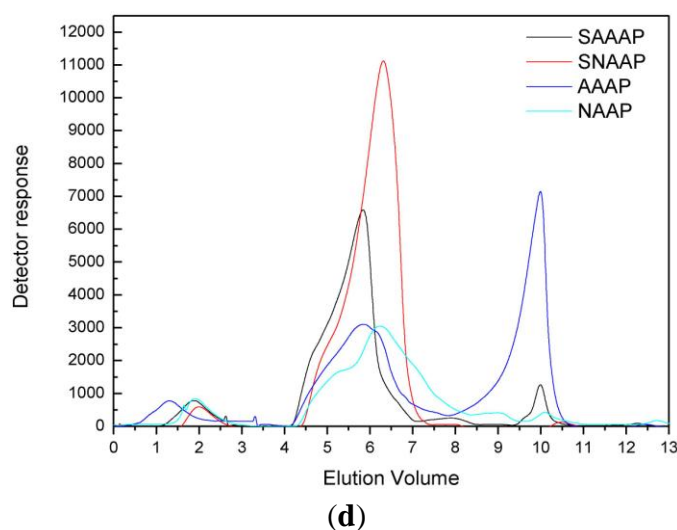 12000
11000
10000
9000
8000
7000
6000
5000
4000
3000
2000
1000
0
Detector response
SAAAP
SNAAP
AAAP
NAAP
0 1 2 3 4 5 6 7 8 9 10 11 12 13
Elution Volume
(d)